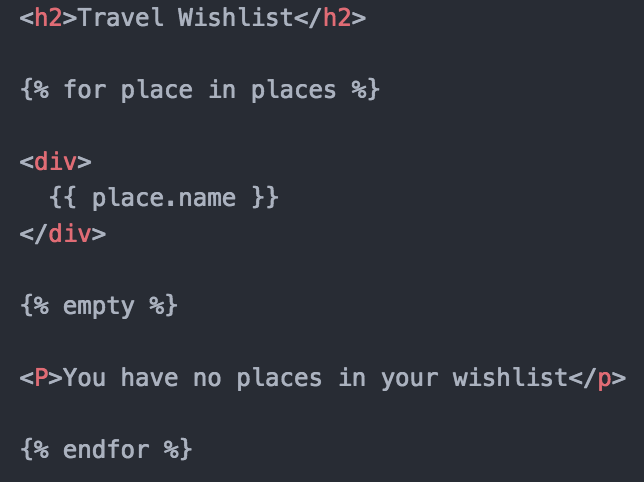 <h2>Travel Wishlist</h2>
{% for place in places %}
<div>
{{ place.name }}
</div>
{% empty %}
<P>You have no places in your wishlist</p>
{% endfor %}